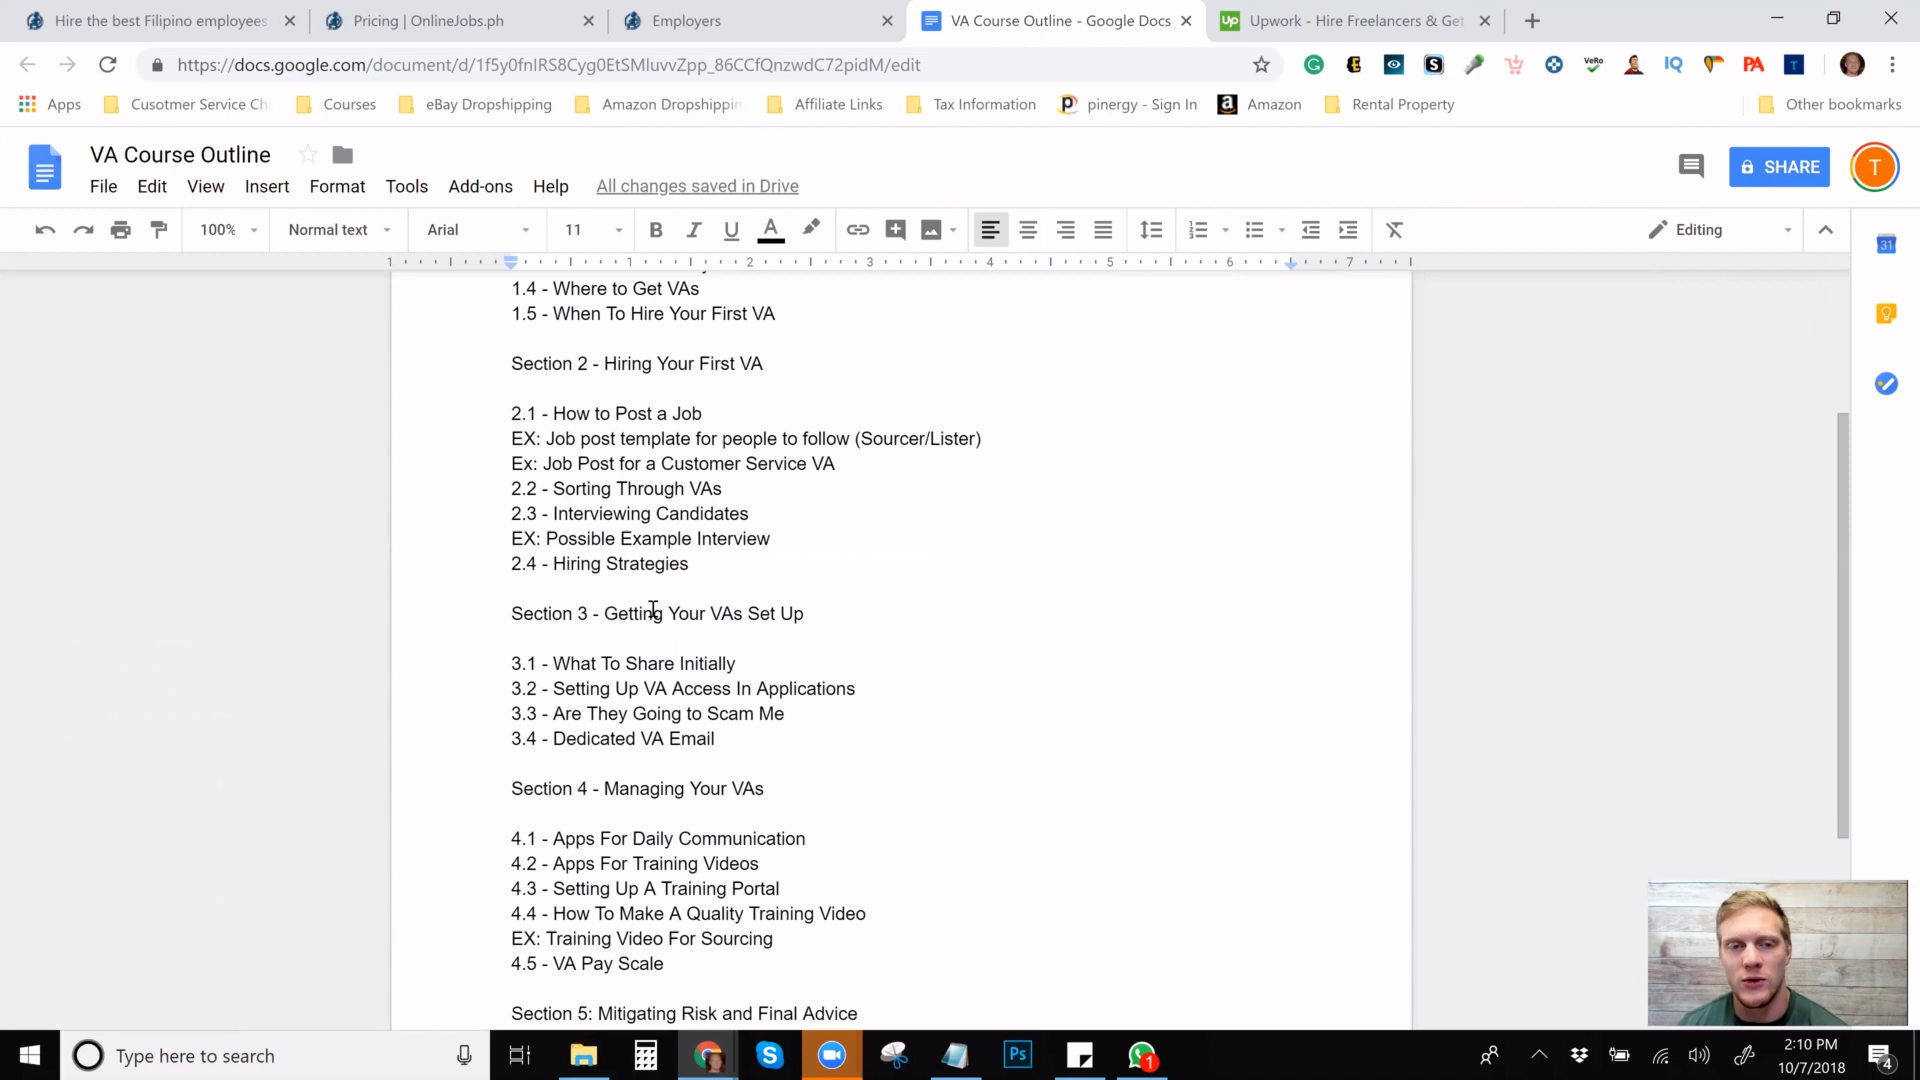 Hire the best Filipino employees
Pricing | OnlineJobs.ph
Employers
VA Course Outline - Google Docs
Upwork - Hire Freelancers & Get
https://docs.google.com/document/d/1f5y0fnIRS8Cyg0EtSMluvvZpp_86CCfQnzwdC72pidM/edit
Apps
Cusotmer Service Ch
Courses
eBay Dropshipping
Amazon Dropshippin
Affiliate Links
Tax Information
pinergy - Sign In
Amazon
Rental Property
Other bookmarks
VA Course Outline
File Edit View Insert Format Tools Add-ons Help All changes saved in Drive
SHARE
T
100% Normal text Arial 11 B I U A Editing
1 1 2 3 4 5 6 7
1.4 - Where to Get VAs
1.5 - When To Hire Your First VA
Section 2 - Hiring Your First VA
2.1 - How to Post a Job
EX: Job post template for people to follow (Sourcer/Lister)
Ex: Job Post for a Customer Service VA
2.2 - Sorting Through VAs
2.3 - Interviewing Candidates
EX: Possible Example Interview
2.4 - Hiring Strategies
Section 3 - Getting Your VAs Set Up
3.1 - What To Share Initially
3.2 - Setting Up VA Access In Applications
3.3 - Are They Going to Scam Me
3.4 - Dedicated VA Email
Section 4 - Managing Your VAs
4.1 - Apps For Daily Communication
4.2 - Apps For Training Videos
4.3 - Setting Up A Training Portal
4.4 - How To Make A Quality Training Video
EX: Training Video For Sourcing
4.5 - VA Pay Scale
Section 5: Mitigating Risk and Final Advice
Type here to search
Ps
1
2:10 PM
10/7/2018
4